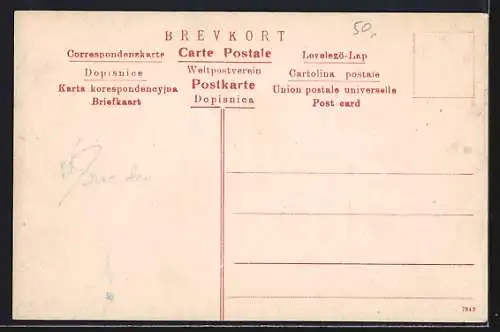 BREVKORT
50.
Correspondenzkarte Carte Postale Levelező-Lap
Dopisnice Weltpostverein Cartolina postale
Karta korespondencyjna Postkarte Union postale universelle
Briefkaart Dopisnica Post card